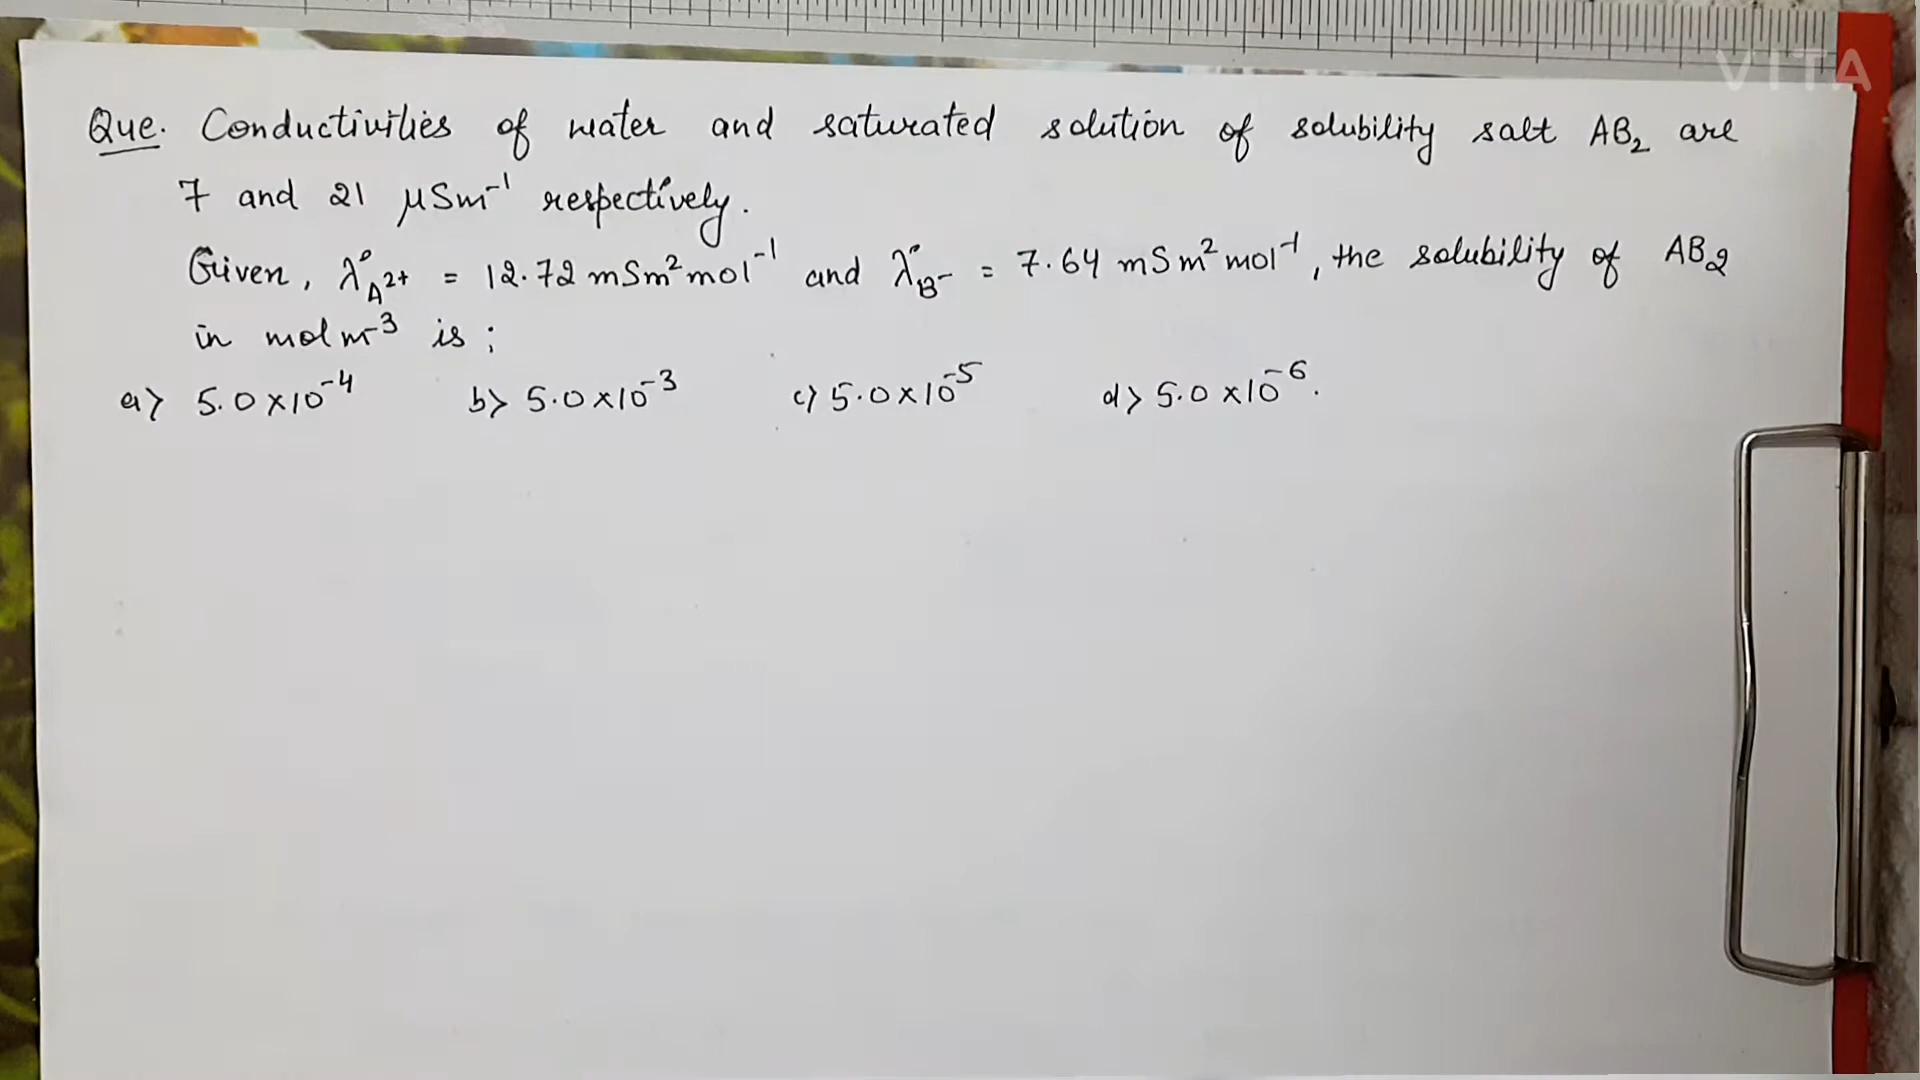 VITA
Que. Conductivities of water and saturated solution of solubility salt AB₂ are
7 and 21 μSm⁻¹ respectively.
Given, λ°A²⁺ = 12.72 mSm²mol⁻¹ and λ°B⁻ = 7.64 mSm²mol⁻¹, the solubility of AB₂
in molm⁻³ is ;
a> 5.0×10⁻⁴ b> 5.0×10⁻³ c) 5.0×10⁻⁵ d> 5.0×10⁻⁶.